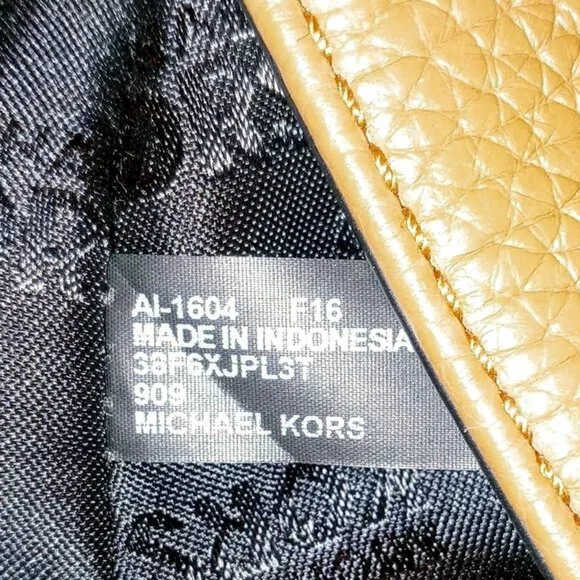 AI-1604 F16
MADE IN INDONESIA
38F6XJPL3T
909
MICHAEL KORS